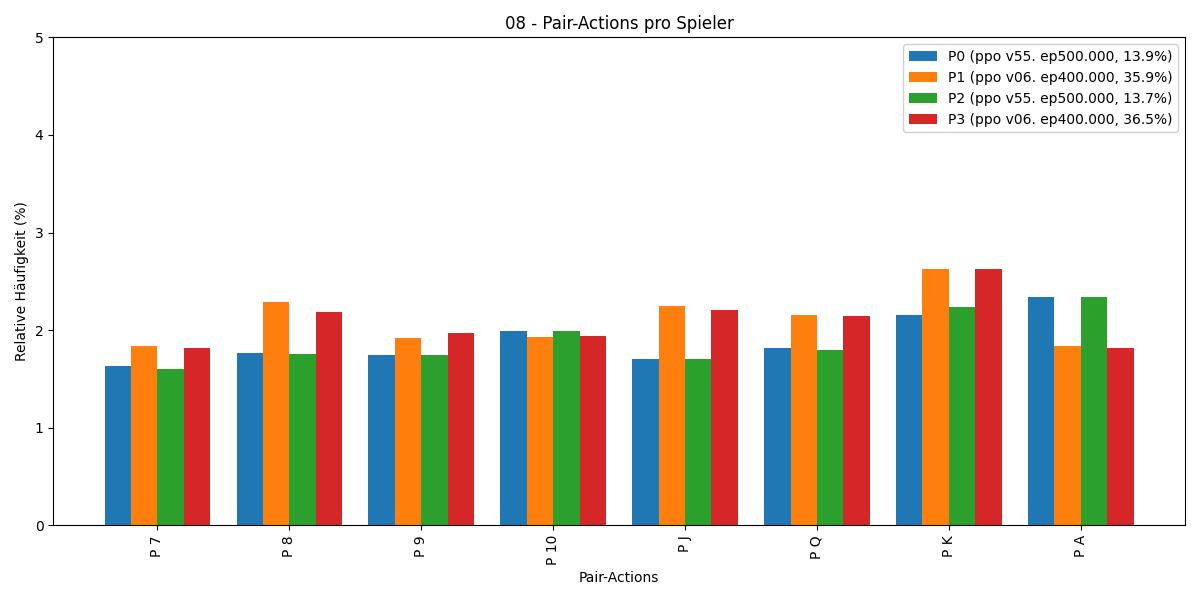 08 - Pair-Actions pro Spieler
P0 (ppo v55. ep500.000, 13.9%)
P1 (ppo v06. ep400.000, 35.9%)
P2 (ppo v55. ep500.000, 13.7%)
P3 (ppo v06. ep400.000, 36.5%)
Relative Häufigkeit (%)
5
4
3
2
1
0
P 7
P 8
P 9
P 10
P J
P Q
P K
P A
Pair-Actions